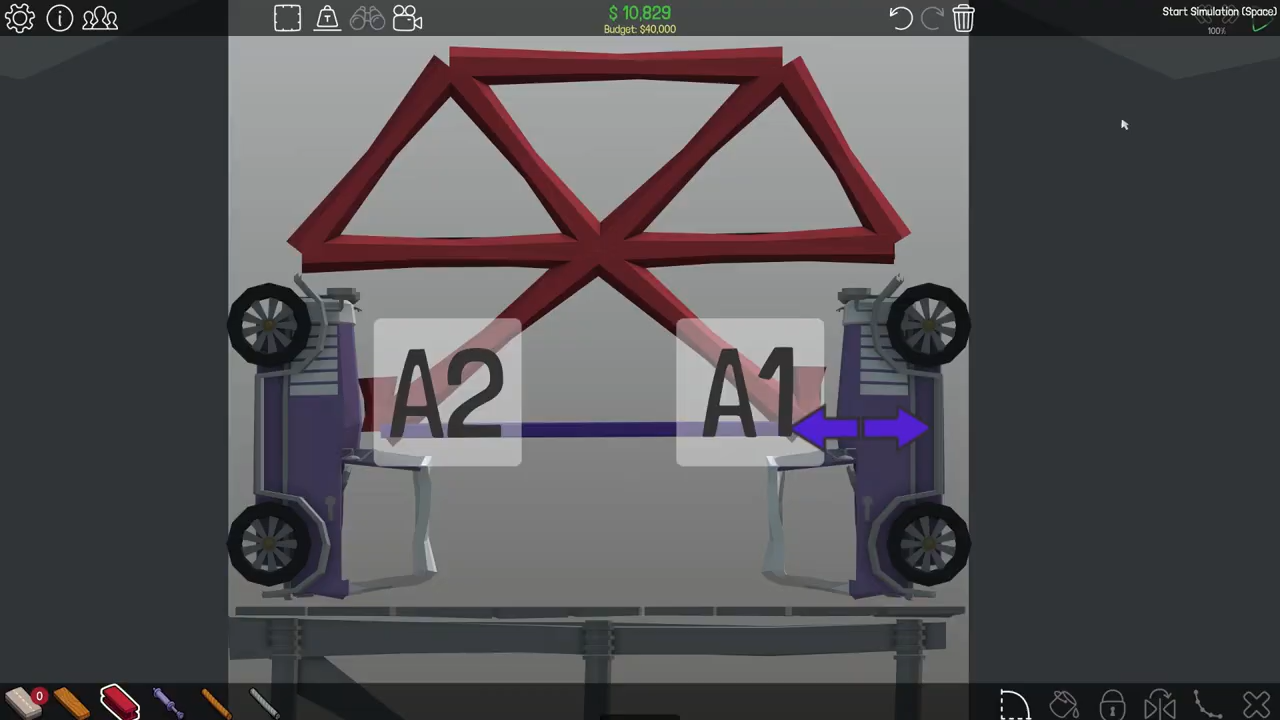 $ 10,829
Budget: $40,000
Start Simulation (Space)
100%
A2
A1
0